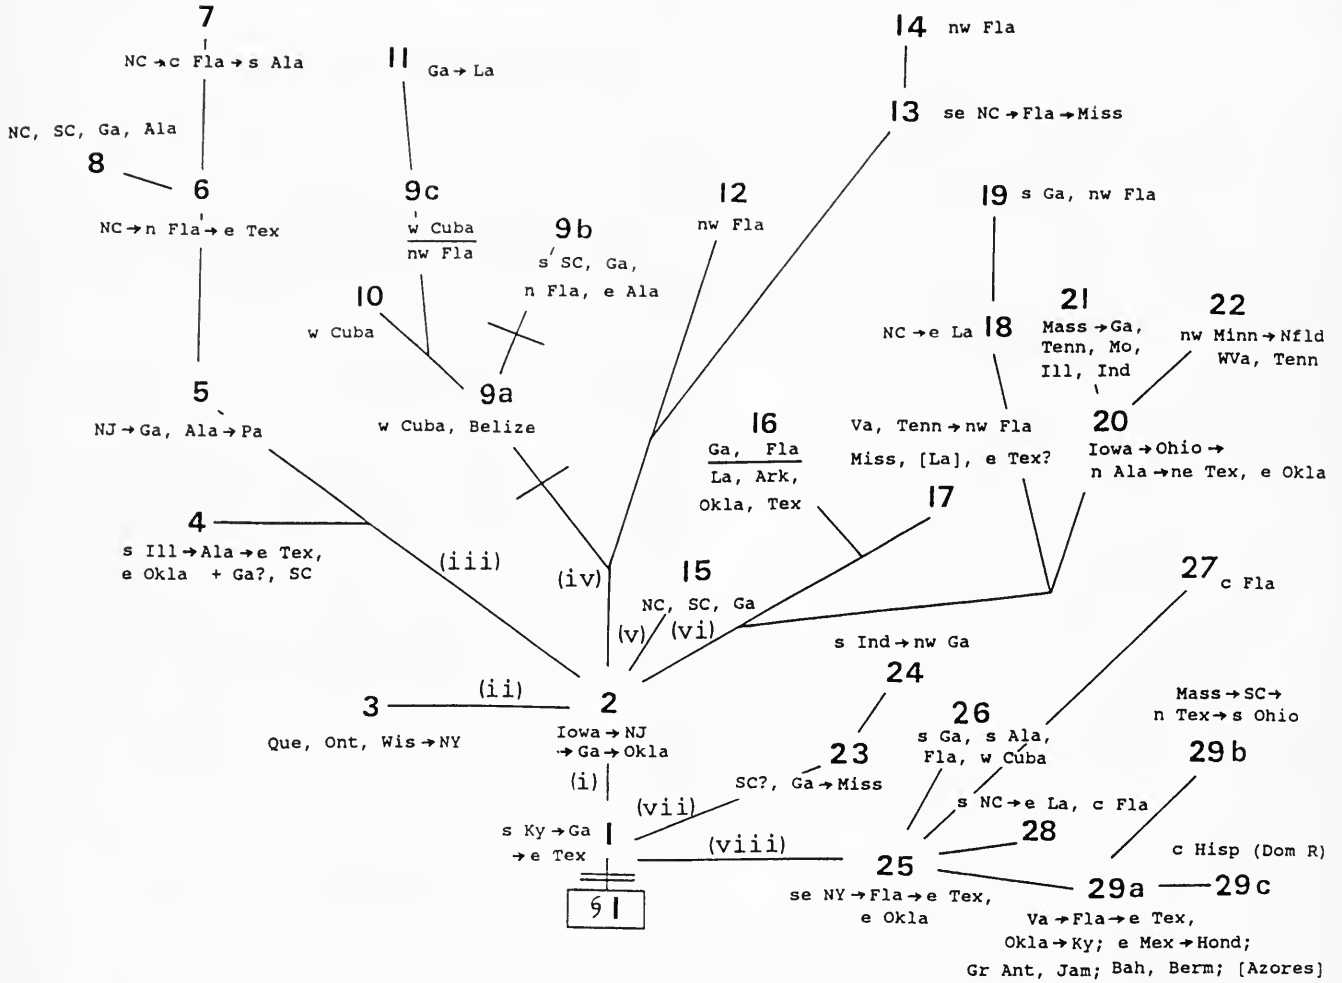 7
NC→c Fla→s Ala
11
Ga→La
14 nw Fla
13 se NC→Fla→Miss
NC, SC, Ga, Ala
8
6
NC→n Fla→e Tex
9c
w Cuba
nw Fla
9b
s SC, Ga,
n Fla, e Ala
12
nw Fla
19 s Ga, nw Fla
10
w Cuba
NC→e La 18
21
Mass→Ga,
Tenn, Mo,
Ill, Ind
22
nw Minn→Nfld
WVa, Tenn
5
NJ→Ga, Ala→Pa
9a
w Cuba, Belize
16
Ga, Fla
La, Ark,
Okla, Tex
Va, Tenn→nw Fla
Miss, [La], e Tex?
17
20
Iowa→Ohio→
n Ala→ne Tex, e Okla
4
s Ill→Ala→e Tex,
e Okla + Ga?, SC
(iii)
(iv)
15
NC, SC, Ga
(v)
(vi)
27 c Fla
s Ind→nw Ga
24
3
Que, Ont, Wis→NY
(ii)
2
Iowa→NJ
→Ga→Okla
(i)
26
s Ga, s Ala,
Fla, w Cuba
Mass→SC→
n Tex→s Ohio
29b
23
SC?, Ga→Miss
(vii)
s NC→e La, c Fla
28
s Ky→Ga
→e Tex
1
(viii)
25
se NY→Fla→e Tex,
e Okla
c Hisp (Dom R)
29a
29c
Va→Fla→e Tex,
Okla→Ky; e Mex→Hond;
Gr Ant, Jam; Bah, Berm; [Azores]
§1